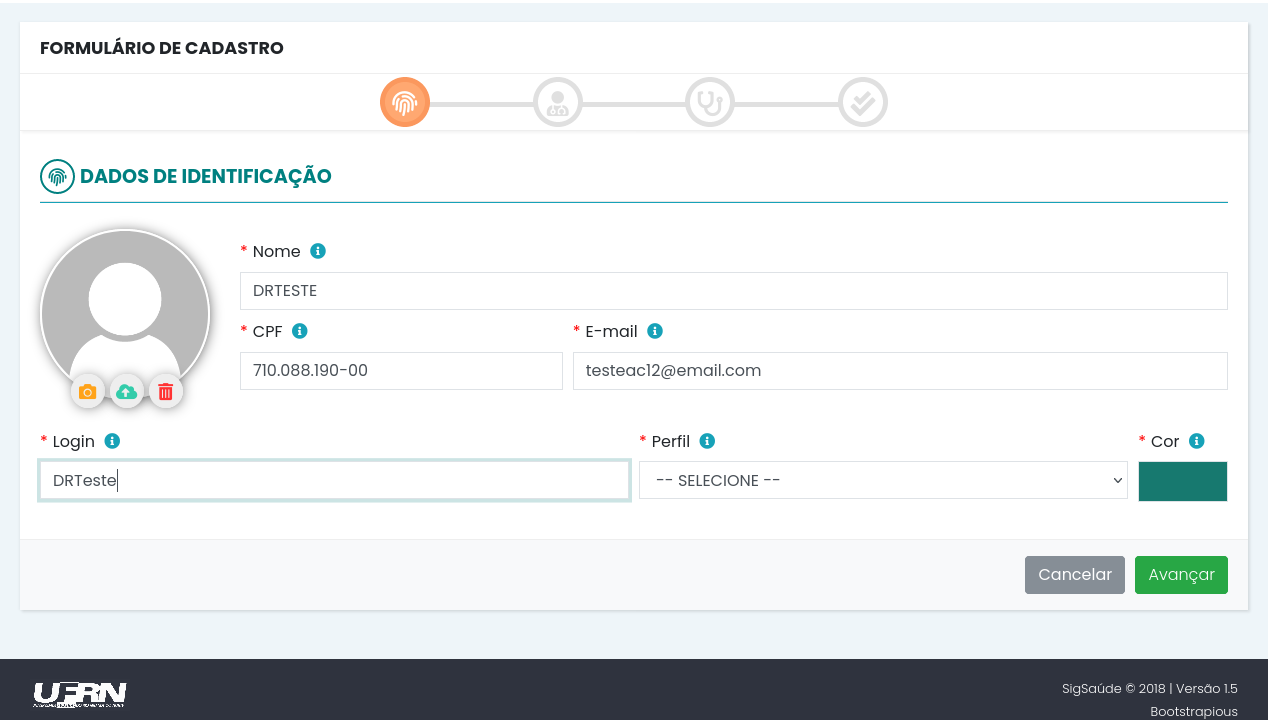 FORMULÁRIO DE CADASTRO
DADOS DE IDENTIFICAÇÃO
* Nome
DRTESTE
* CPF
* E-mail
710.088.190-00
testeac12@email.com
* Login
* Perfil
* Cor
DRTeste
-- SELECIONE --
Cancelar
Avançar
UFRN
SigSaúde © 2018 | Versão 1.5
Bootstrapious